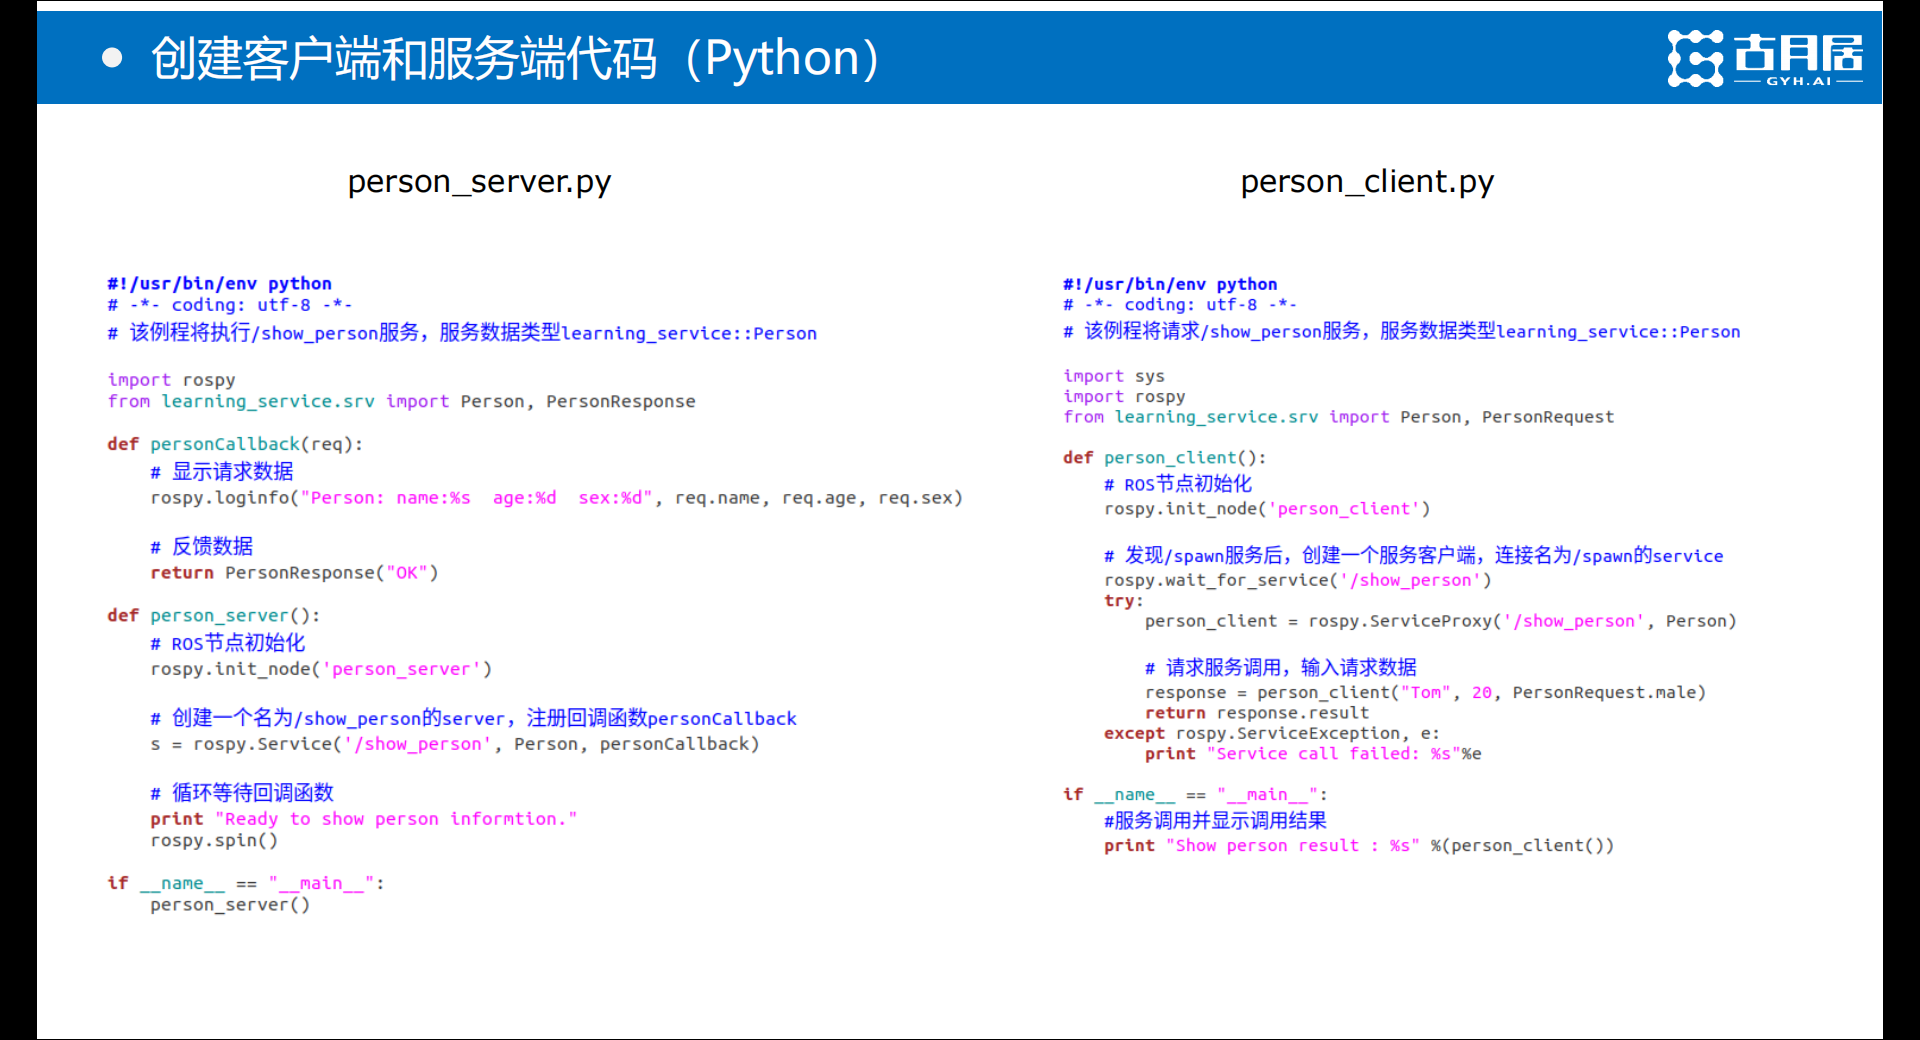 ● 创建客户端和服务端代码（Python）
古月居
GYH.AI
person_server.py
#!/usr/bin/env python
# -*- coding: utf-8 -*-
# 该例程将执行/show_person服务，服务数据类型learning_service::Person
import rospy
from learning_service.srv import Person, PersonResponse
def personCallback(req):
    # 显示请求数据
    rospy.loginfo("Person: name:%s  age:%d  sex:%d", req.name, req.age, req.sex)
    # 反馈数据
    return PersonResponse("OK")
def person_server():
    # ROS节点初始化
    rospy.init_node('person_server')
    # 创建一个名为/show_person的server，注册回调函数personCallback
    s = rospy.Service('/show_person', Person, personCallback)
    # 循环等待回调函数
    print "Ready to show person informtion."
    rospy.spin()
if __name__ == "__main__":
    person_server()
person_client.py
#!/usr/bin/env python
# -*- coding: utf-8 -*-
# 该例程将请求/show_person服务，服务数据类型learning_service::Person
import sys
import rospy
from learning_service.srv import Person, PersonRequest
def person_client():
    # ROS节点初始化
    rospy.init_node('person_client')
    # 发现/spawn服务后，创建一个服务客户端，连接名为/spawn的service
    rospy.wait_for_service('/show_person')
    try:
        person_client = rospy.ServiceProxy('/show_person', Person)
        # 请求服务调用，输入请求数据
        response = person_client("Tom", 20, PersonRequest.male)
        return response.result
    except rospy.ServiceException, e:
        print "Service call failed: %s"%e
if __name__ == "__main__":
    #服务调用并显示调用结果
    print "Show person result : %s" %(person_client())